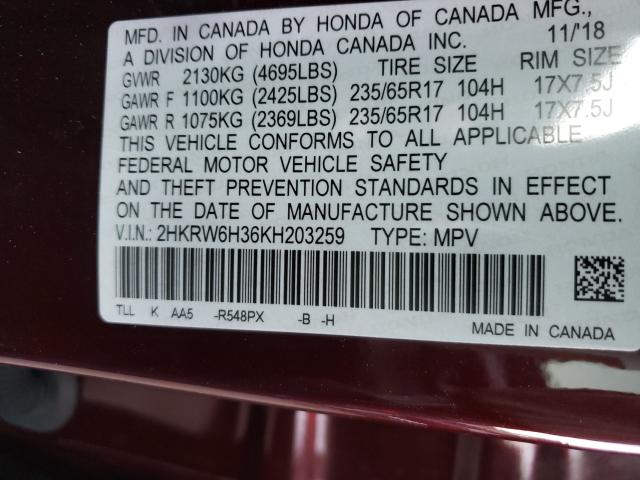 MFD. IN CANADA BY HONDA OF CANADA MFG.,
A DIVISION OF HONDA CANADA INC. 11/'18
GVWR 2130KG (4695LBS) TIRE SIZE RIM SIZE
GAWR F 1100KG (2425LBS) 235/65R17 104H 17X7.5J
GAWR R 1075KG (2369LBS) 235/65R17 104H 17X7.5J
THIS VEHICLE CONFORMS TO ALL APPLICABLE
FEDERAL MOTOR VEHICLE SAFETY
AND THEFT PREVENTION STANDARDS IN EFFECT
ON THE DATE OF MANUFACTURE SHOWN ABOVE.
V.I.N.: 2HKRW6H36KH203259 TYPE: MPV
TLL K AA5 -R548PX -B -H
MADE IN CANADA